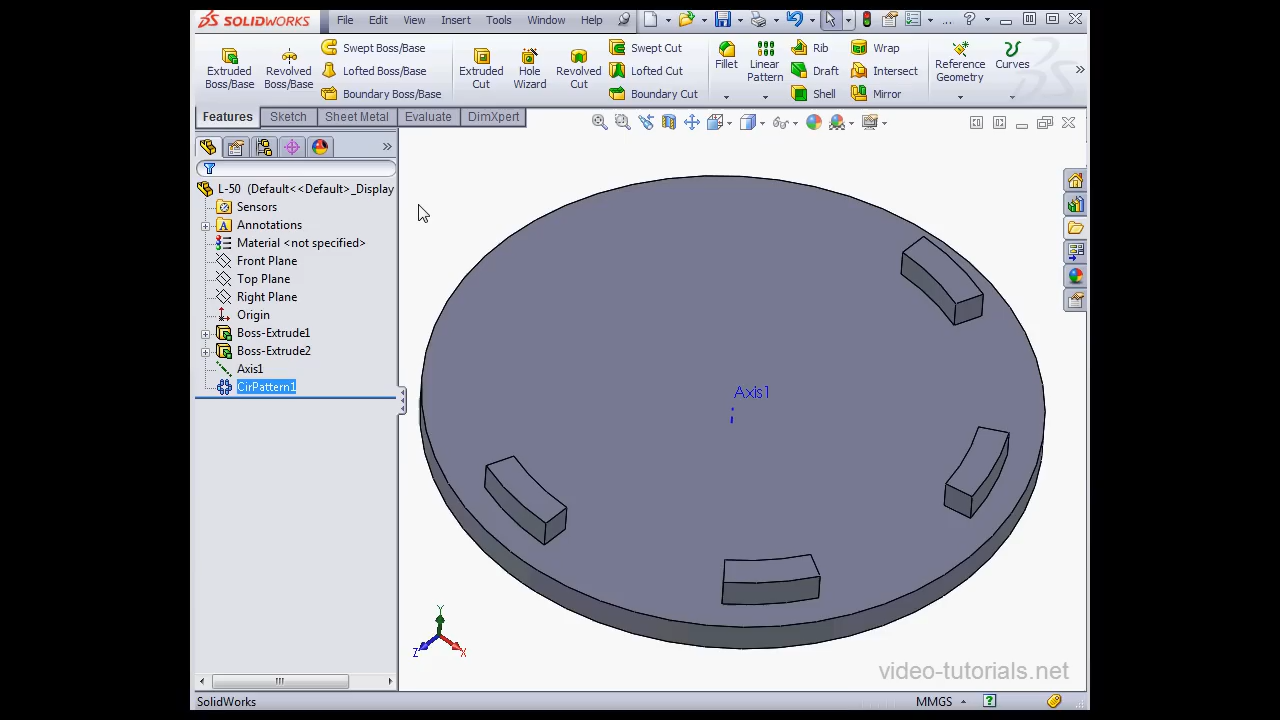 SOLIDWORKS File Edit View Insert Tools Window Help
Extruded Boss/Base
Revolved Boss/Base
Swept Boss/Base
Lofted Boss/Base
Boundary Boss/Base
Extruded Cut
Hole Wizard
Revolved Cut
Swept Cut
Lofted Cut
Boundary Cut
Fillet
Linear Pattern
Rib
Draft
Shell
Wrap
Intersect
Mirror
Reference Geometry
Curves
Features Sketch Sheet Metal Evaluate DimXpert
L-50 (Default<<Default>_Display
Sensors
Annotations
Material <not specified>
Front Plane
Top Plane
Right Plane
Origin
Boss-Extrude1
Boss-Extrude2
Axis1
CirPattern1
Axis1
Y
Z X
video-tutorials.net
SolidWorks MMGS